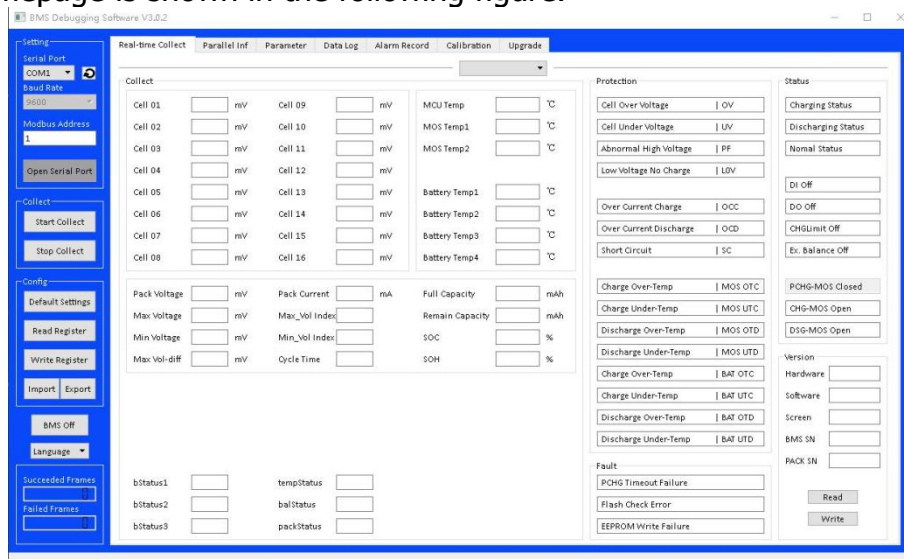 homepage is shown in the following figure.
BMS Debugging Software V3.0.2
Setting
Serial Port
COM1
Baud Rate
9600
Modbus Address
1
Open Serial Port
Collect
Start Collect
Stop Collect
Config
Default Settings
Read Register
Write Register
Import Export
BMS Off
Language
Succeeded Frames
0
Failed Frames
0
Real-time Collect Parallel Inf Parameter Data Log Alarm Record Calibration Upgrade
Collect
Cell 01 mV Cell 09 mV MCU Temp ℃
Cell 02 mV Cell 10 mV MOS Temp1 ℃
Cell 03 mV Cell 11 mV MOS Temp2 ℃
Cell 04 mV Cell 12 mV
Cell 05 mV Cell 13 mV Battery Temp1 ℃
Cell 06 mV Cell 14 mV Battery Temp2 ℃
Cell 07 mV Cell 15 mV Battery Temp3 ℃
Cell 08 mV Cell 16 mV Battery Temp4 ℃
Pack Voltage mV Pack Current mA Full Capacity mAh
Max Voltage mV Max_Vol Index Remain Capacity mAh
Min Voltage mV Min_Vol Index SOC %
Max Vol-diff mV Cycle Time SOH %
bStatus1 tempStatus
bStatus2 balStatus
bStatus3 packStatus
Protection
Cell Over Voltage | OV
Cell Under Voltage | UV
Abnormal High Voltage | PF
Low Voltage No Charge | L0V
Over Current Charge | OCC
Over Current Discharge | OCD
Short Circuit | SC
Charge Over-Temp | MOS OTC
Charge Under-Temp | MOS UTC
Discharge Over-Temp | MOS OTD
Discharge Under-Temp | MOS UTD
Charge Over-Temp | BAT OTC
Charge Under-Temp | BAT UTC
Discharge Over-Temp | BAT OTD
Discharge Under-Temp | BAT UTD
Fault
PCHG Timeout Failure
Flash Check Error
EEPROM Write Failure
Status
Charging Status
Discharging Status
Nomal Status
DI Off
DO Off
CHGLimit Off
Ex. Balance Off
PCHG-MOS Closed
CHG-MOS Open
DSG-MOS Open
Version
Hardware
Software
Screen
BMS SN
PACK SN
Read
Write